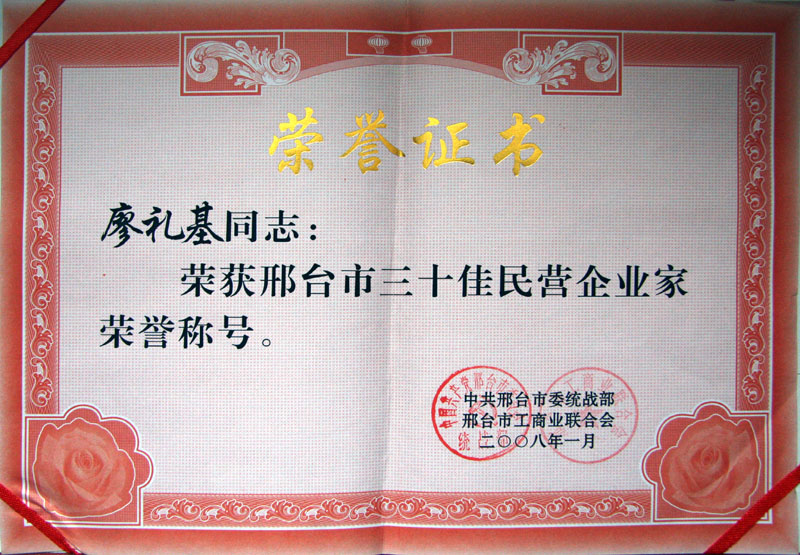 荣誉证书
廖礼基同志：
荣获邢台市三十佳民营企业家
荣誉称号。
中共邢台市委统战部
邢台市工商业联合会
二〇〇八年一月